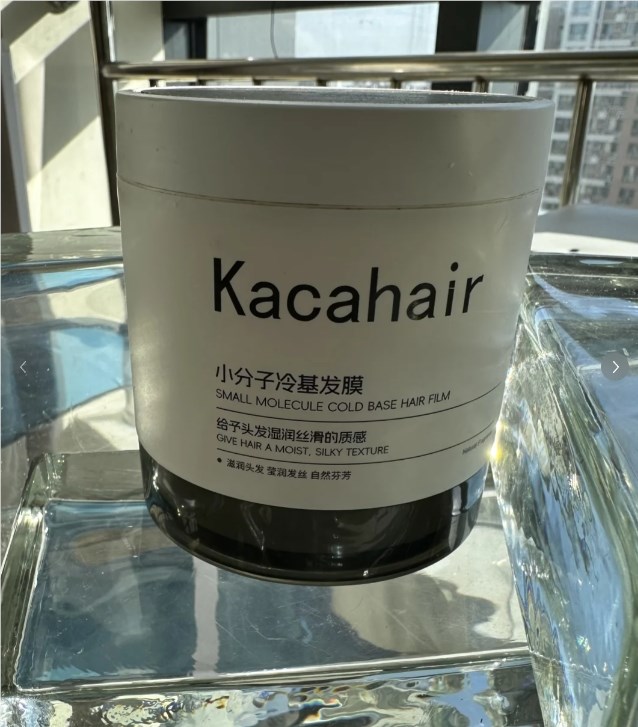 Kacahair
小分子冷基发膜
SMALL MOLECULE COLD BASE HAIR FILM
给予头发湿润丝滑的质感
GIVE HAIR A MOIST, SILKY TEXTURE
• 滋润头发 莹润发丝 自然芬芳